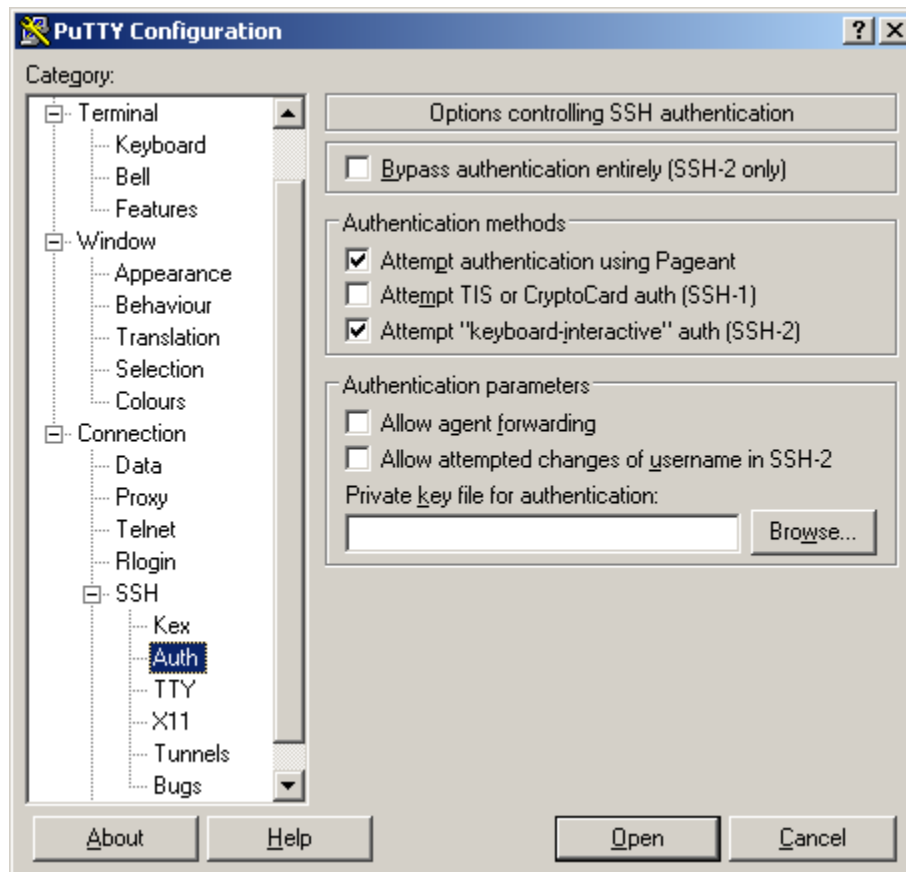 PuTTY Configuration
Category:
Terminal
Keyboard
Bell
Features
Window
Appearance
Behaviour
Translation
Selection
Colours
Connection
Data
Proxy
Telnet
Rlogin
SSH
Kex
Auth
TTY
X11
Tunnels
Bugs
Options controlling SSH authentication
Bypass authentication entirely (SSH-2 only)
Authentication methods
Attempt authentication using Pageant
Attempt TIS or CryptoCard auth (SSH-1)
Attempt "keyboard-interactive" auth (SSH-2)
Authentication parameters
Allow agent forwarding
Allow attempted changes of username in SSH-2
Private key file for authentication:
Browse...
About
Help
Open
Cancel